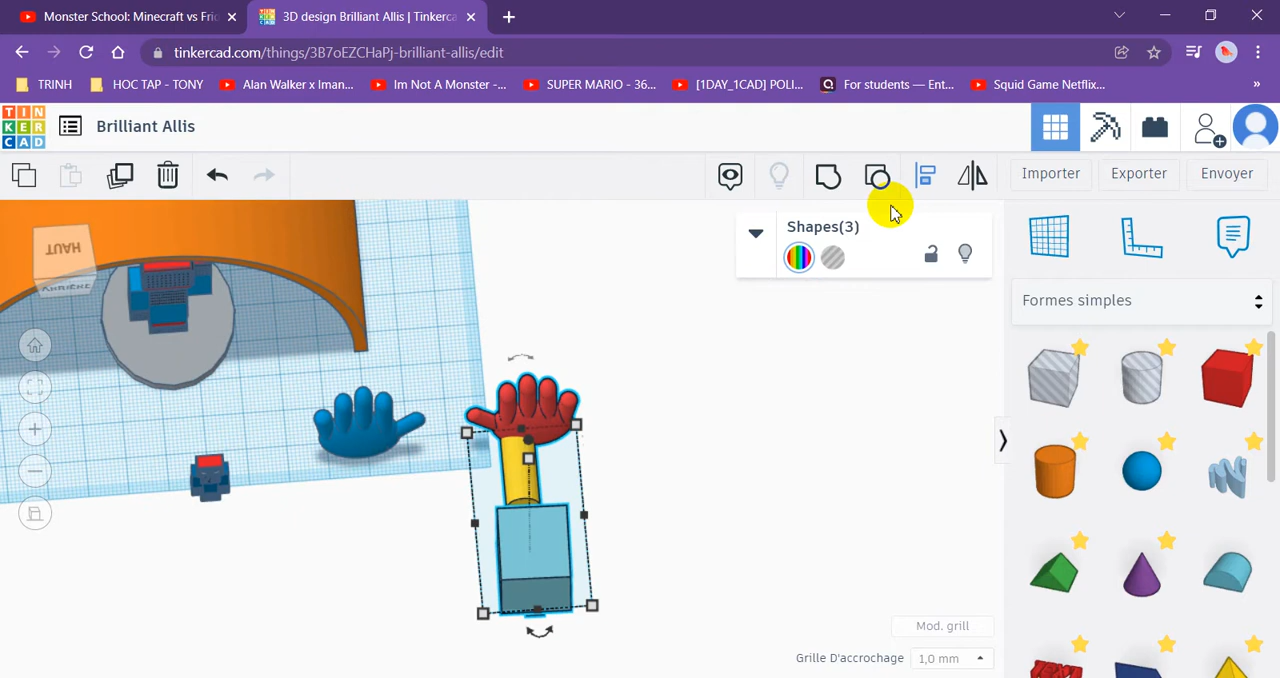 Monster School: Minecraft vs Fri
3D design Brilliant Allis | Tinkerca
tinkercad.com/things/3B7oEZCHaPj-brilliant-allis/edit
TRINH
HOC TAP - TONY
Alan Walker x Iman...
Im Not A Monster -...
SUPER MARIO - 36...
[1DAY_1CAD] POLI...
For students — Ent...
Squid Game Netflix...
»
TIN
KER
CAD
Brilliant Allis
Importer
Exporter
Envoyer
Shapes(3)
Formes simples
HAUT
ARRIÈRE
Mod. grill
Grille D'accrochage
1,0 mm